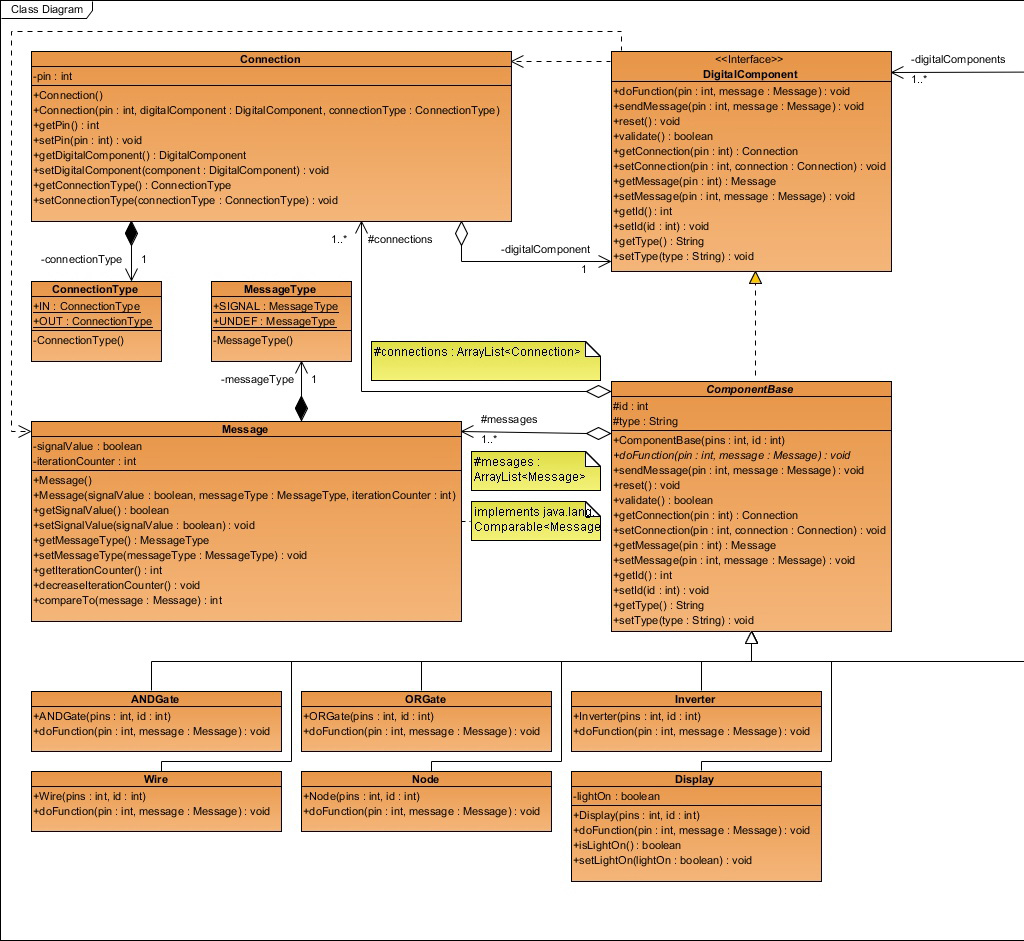 Class Diagram
Connection
-pin : int
+Connection()
+Connection(pin : int, digitalComponent : DigitalComponent, connectionType : ConnectionType)
+getPin() : int
+setPin(pin : int) : void
+getDigitalComponent() : DigitalComponent
+setDigitalComponent(component : DigitalComponent) : void
+getConnectionType() : ConnectionType
+setConnectionType(connectionType : ConnectionType) : void
<<Interface>>
DigitalComponent
+doFunction(pin : int, message : Message) : void
+sendMessage(pin : int, message : Message) : void
+reset() : void
+validate() : boolean
+getConnection(pin : int) : Connection
+setConnection(pin : int, connection : Connection) : void
+getMessage(pin : int) : Message
+setMessage(pin : int, message : Message) : void
+getId() : int
+setId(id : int) : void
+getType() : String
+setType(type : String) : void
-digitalComponents
1..*
-connectionType
1
1..*
#connections
-digitalComponent
1
ConnectionType
+IN : ConnectionType
+OUT : ConnectionType
-ConnectionType()
MessageType
+SIGNAL : MessageType
+UNDEF : MessageType
-MessageType()
-messageType
1
#connections : ArrayList<Connection>
#messages
1..*
#mesages :
ArrayList<Message>
implements java.lang.
Comparable<Message
Message
-signalValue : boolean
-iterationCounter : int
+Message()
+Message(signalValue : boolean, messageType : MessageType, iterationCounter : int)
+getSignalValue() : boolean
+setSignalValue(signalValue : boolean) : void
+getMessageType() : MessageType
+setMessageType(messageType : MessageType) : void
+getIterationCounter() : int
+decreaseIterationCounter() : void
+compareTo(message : Message) : int
ComponentBase
#id : int
#type : String
+ComponentBase(pins : int, id : int)
+doFunction(pin : int, message : Message) : void
+sendMessage(pin : int, message : Message) : void
+reset() : void
+validate() : boolean
+getConnection(pin : int) : Connection
+setConnection(pin : int, connection : Connection) : void
+getMessage(pin : int) : Message
+setMessage(pin : int, message : Message) : void
+getId() : int
+setId(id : int) : void
+getType() : String
+setType(type : String) : void
ANDGate
+ANDGate(pins : int, id : int)
+doFunction(pin : int, message : Message) : void
ORGate
+ORGate(pins : int, id : int)
+doFunction(pin : int, message : Message) : void
Inverter
+Inverter(pins : int, id : int)
+doFunction(pin : int, message : Message) : void
Wire
+Wire(pins : int, id : int)
+doFunction(pin : int, message : Message) : void
Node
+Node(pins : int, id : int)
+doFunction(pin : int, message : Message) : void
Display
-lightOn : boolean
+Display(pins : int, id : int)
+doFunction(pin : int, message : Message) : void
+isLightOn() : boolean
+setLightOn(lightOn : boolean) : void